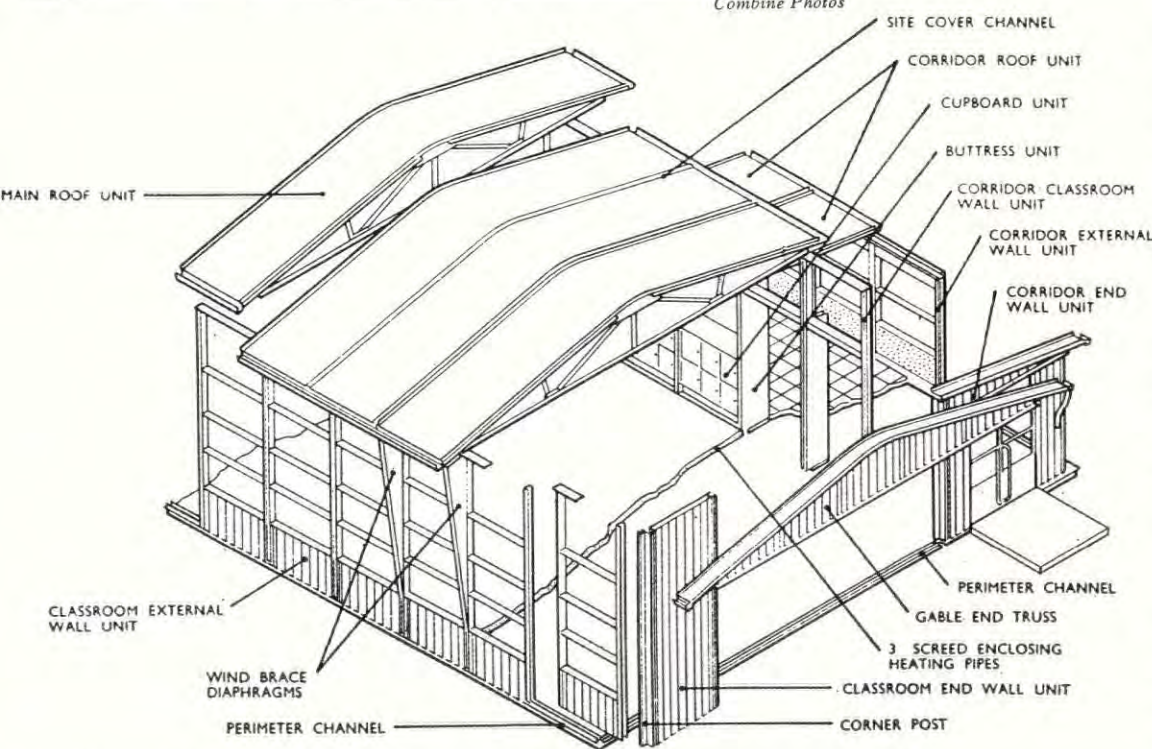 Combine Photos
SITE COVER CHANNEL
CORRIDOR ROOF UNIT
CUPBOARD UNIT
BUTTRESS UNIT
MAIN ROOF UNIT
CORRIDOR CLASSROOM
WALL UNIT
CORRIDOR EXTERNAL
WALL UNIT
CORRIDOR END
WALL UNIT
CLASSROOM EXTERNAL
WALL UNIT
WIND BRACE
DIAPHRAGMS
PERIMETER CHANNEL
PERIMETER CHANNEL
GABLE END TRUSS
3 SCREED ENCLOSING
HEATING PIPES
CLASSROOM END WALL UNIT
CORNER POST